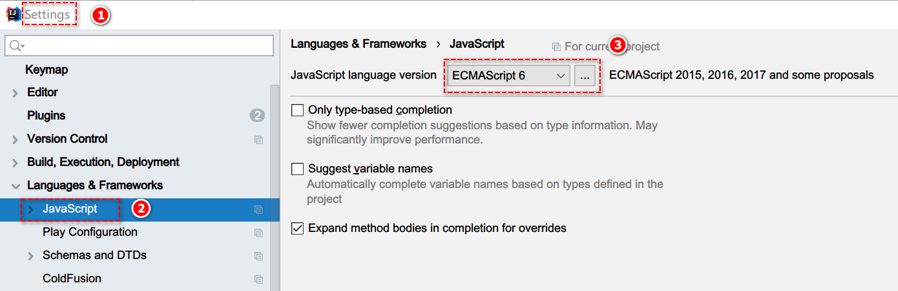 Settings
1
Keymap
Editor
Plugins
2
Version Control
Build, Execution, Deployment
Languages & Frameworks
JavaScript
2
Play Configuration
Schemas and DTDs
ColdFusion
Languages & Frameworks › JavaScript
For current project
3
JavaScript language version
ECMAScript 6
...
ECMAScript 2015, 2016, 2017 and some proposals
Only type-based completion
Show fewer completion suggestions based on type information. May
significantly improve performance.
Suggest variable names
Automatically complete variable names based on types defined in the
project
Expand method bodies in completion for overrides